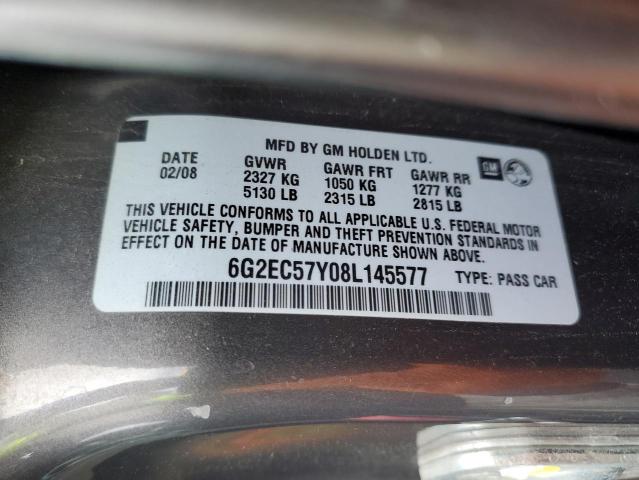 MFD BY GM HOLDEN LTD.
GM
DATE GVWR GAWR FRT GAWR RR
02/08 2327 KG 1050 KG 1277 KG
5130 LB 2315 LB 2815 LB
THIS VEHICLE CONFORMS TO ALL APPLICABLE U.S. FEDERAL MOTOR
VEHICLE SAFETY, BUMPER AND THEFT PREVENTION STANDARDS IN
EFFECT ON THE DATE OF MANUFACTURE SHOWN ABOVE.
6G2EC57Y08L145577 TYPE: PASS CAR